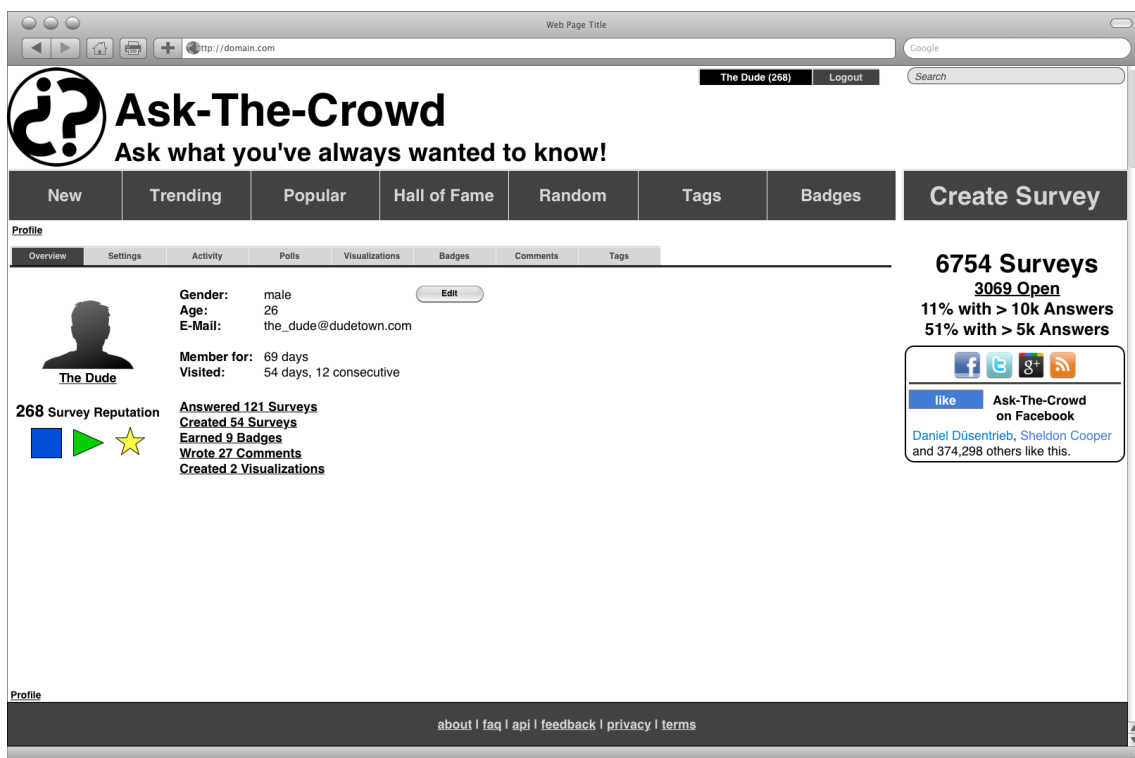 Web Page Title
ttp://domain.com
Google
The Dude (268) Logout
Search
¿?
Ask-The-Crowd
Ask what you've always wanted to know!
New Trending Popular Hall of Fame Random Tags Badges Create Survey
Profile
Overview Settings Activity Polls Visualizations Badges Comments Tags
Gender: male Edit
Age: 26
E-Mail: the_dude@dudetown.com
Member for: 69 days
Visited: 54 days, 12 consecutive
The Dude
268 Survey Reputation
Answered 121 Surveys
Created 54 Surveys
Earned 9 Badges
Wrote 27 Comments
Created 2 Visualizations
6754 Surveys
3069 Open
11% with > 10k Answers
51% with > 5k Answers
f t g+
like Ask-The-Crowd
on Facebook
Daniel Düsentrieb, Sheldon Cooper
and 374,298 others like this.
Profile
about | faq | api | feedback | privacy | terms